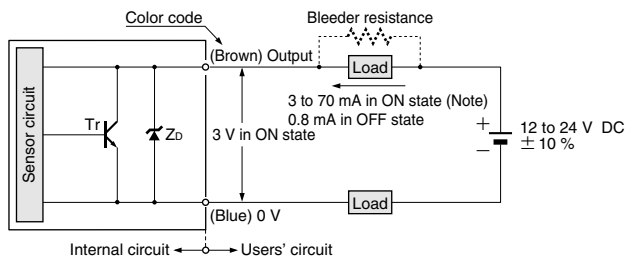 Color code
Bleeder resistance
(Brown) Output
Load
Sensor circuit
Tr
ZD
3 V in ON state
3 to 70 mA in ON state (Note)
0.8 mA in OFF state
+
−
12 to 24 V DC
± 10 %
(Blue) 0 V
Load
Internal circuit
Users' circuit